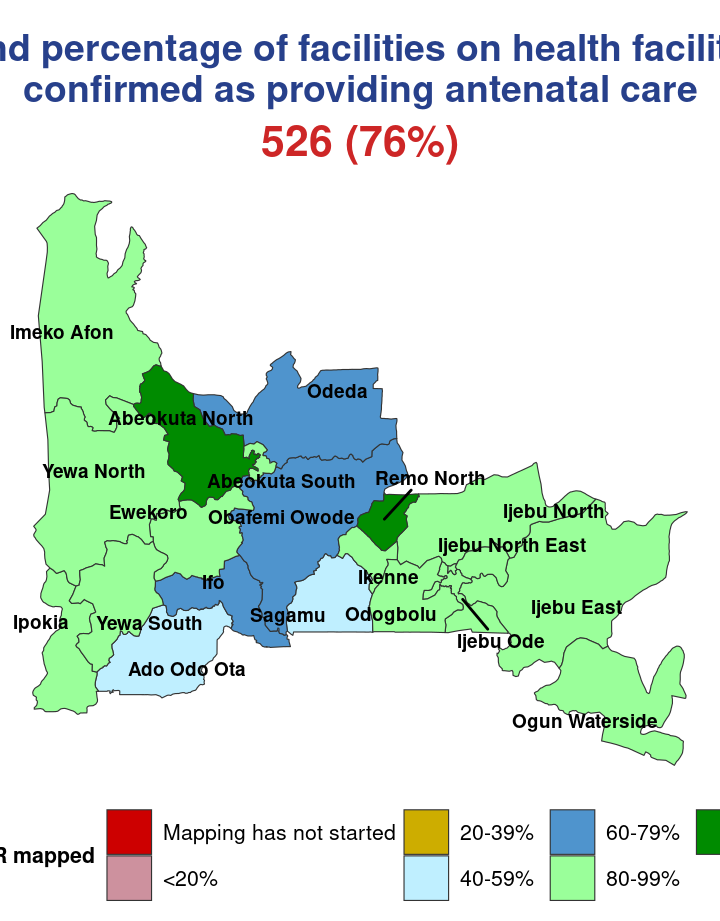 nd percentage of facilities on health facilit
confirmed as providing antenatal care
526 (76%)
Imeko Afon
Odeda
Abeokuta North
Yewa North
Abeokuta South
Remo North
Ewekoro
Obafemi Owode
Ijebu North
Ijebu North East
Ikenne
Ifo
Ipokia
Yewa South
Sagamu
Odogbolu
Ijebu East
Ijebu Ode
Ado Odo Ota
Ogun Waterside
R mapped
Mapping has not started
20-39%
60-79%
<20%
40-59%
80-99%